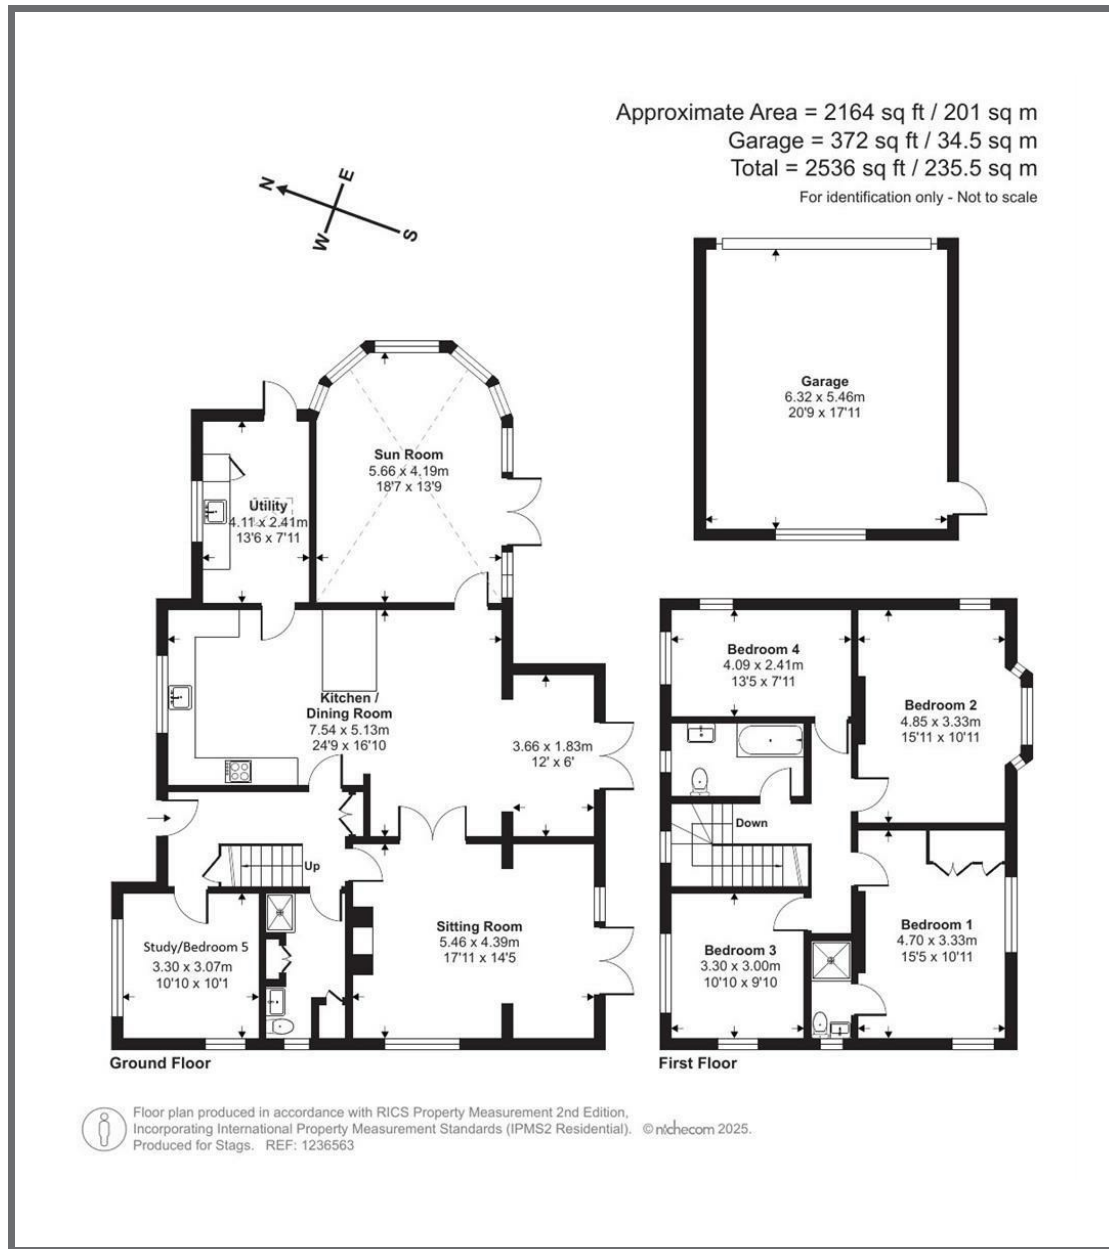 Approximate Area = 2164 sq ft / 201 sq m
Garage = 372 sq ft / 34.5 sq m
Total = 2536 sq ft / 235.5 sq m
For identification only - Not to scale
N
E
W
S
Garage
6.32 x 5.46m
20'9 x 17'11
Sun Room
5.66 x 4.19m
18'7 x 13'9
Utility
4.11 x 2.41m
13'6 x 7'11
Kitchen /
Dining Room
7.54 x 5.13m
24'9 x 16'10
3.66 x 1.83m
12' x 6'
Up
Sitting Room
5.46 x 4.39m
17'11 x 14'5
Study/Bedroom 5
3.30 x 3.07m
10'10 x 10'1
Ground Floor
Bedroom 4
4.09 x 2.41m
13'5 x 7'11
Bedroom 2
4.85 x 3.33m
15'11 x 10'11
Down
Bedroom 1
4.70 x 3.33m
15'5 x 10'11
Bedroom 3
3.30 x 3.00m
10'10 x 9'10
First Floor
Floor plan produced in accordance with RICS Property Measurement 2nd Edition,
Incorporating International Property Measurement Standards (IPMS2 Residential). © nichecom 2025.
Produced for Stags. REF: 1236563